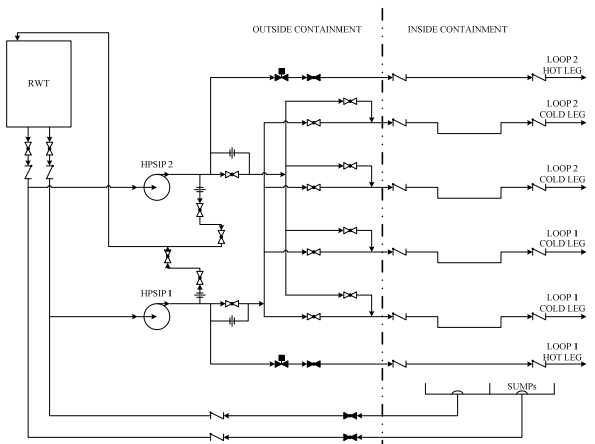 OUTSIDE CONTAINMENT
INSIDE CONTAINMENT
RWT
LOOP 2
HOT LEG
LOOP 2
COLD LEG
HPSIP 2
LOOP 2
COLD LEG
LOOP 1
COLD LEG
HPSIP 1
LOOP 1
COLD LEG
LOOP 1
HOT LEG
SUMPs